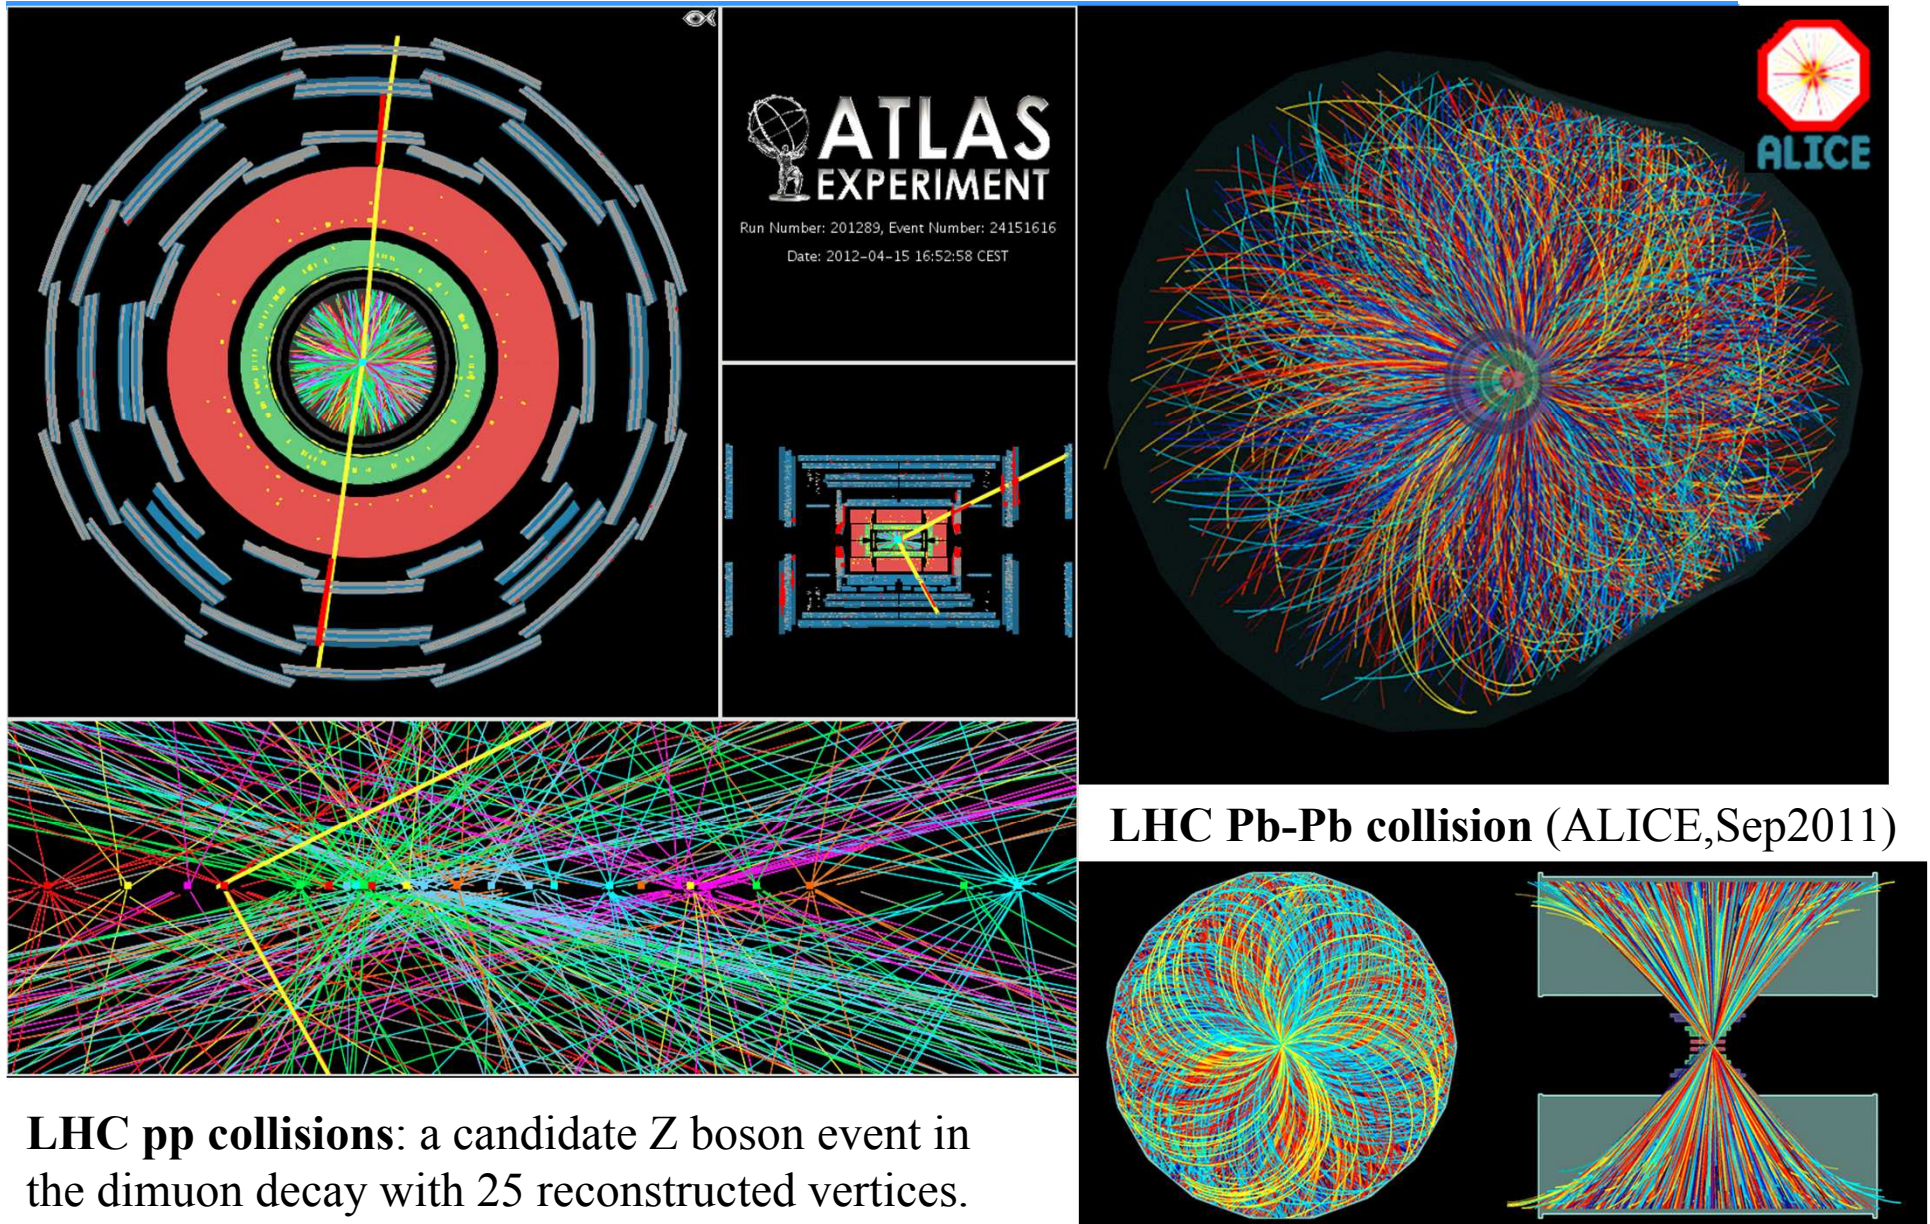 ATLAS
EXPERIMENT
Run Number: 201289, Event Number: 24151616
Date: 2012-04-15 16:52:58 CEST
ALICE
LHC Pb-Pb collision (ALICE,Sep2011)
LHC pp collisions: a candidate Z boson event in
the dimuon decay with 25 reconstructed vertices.